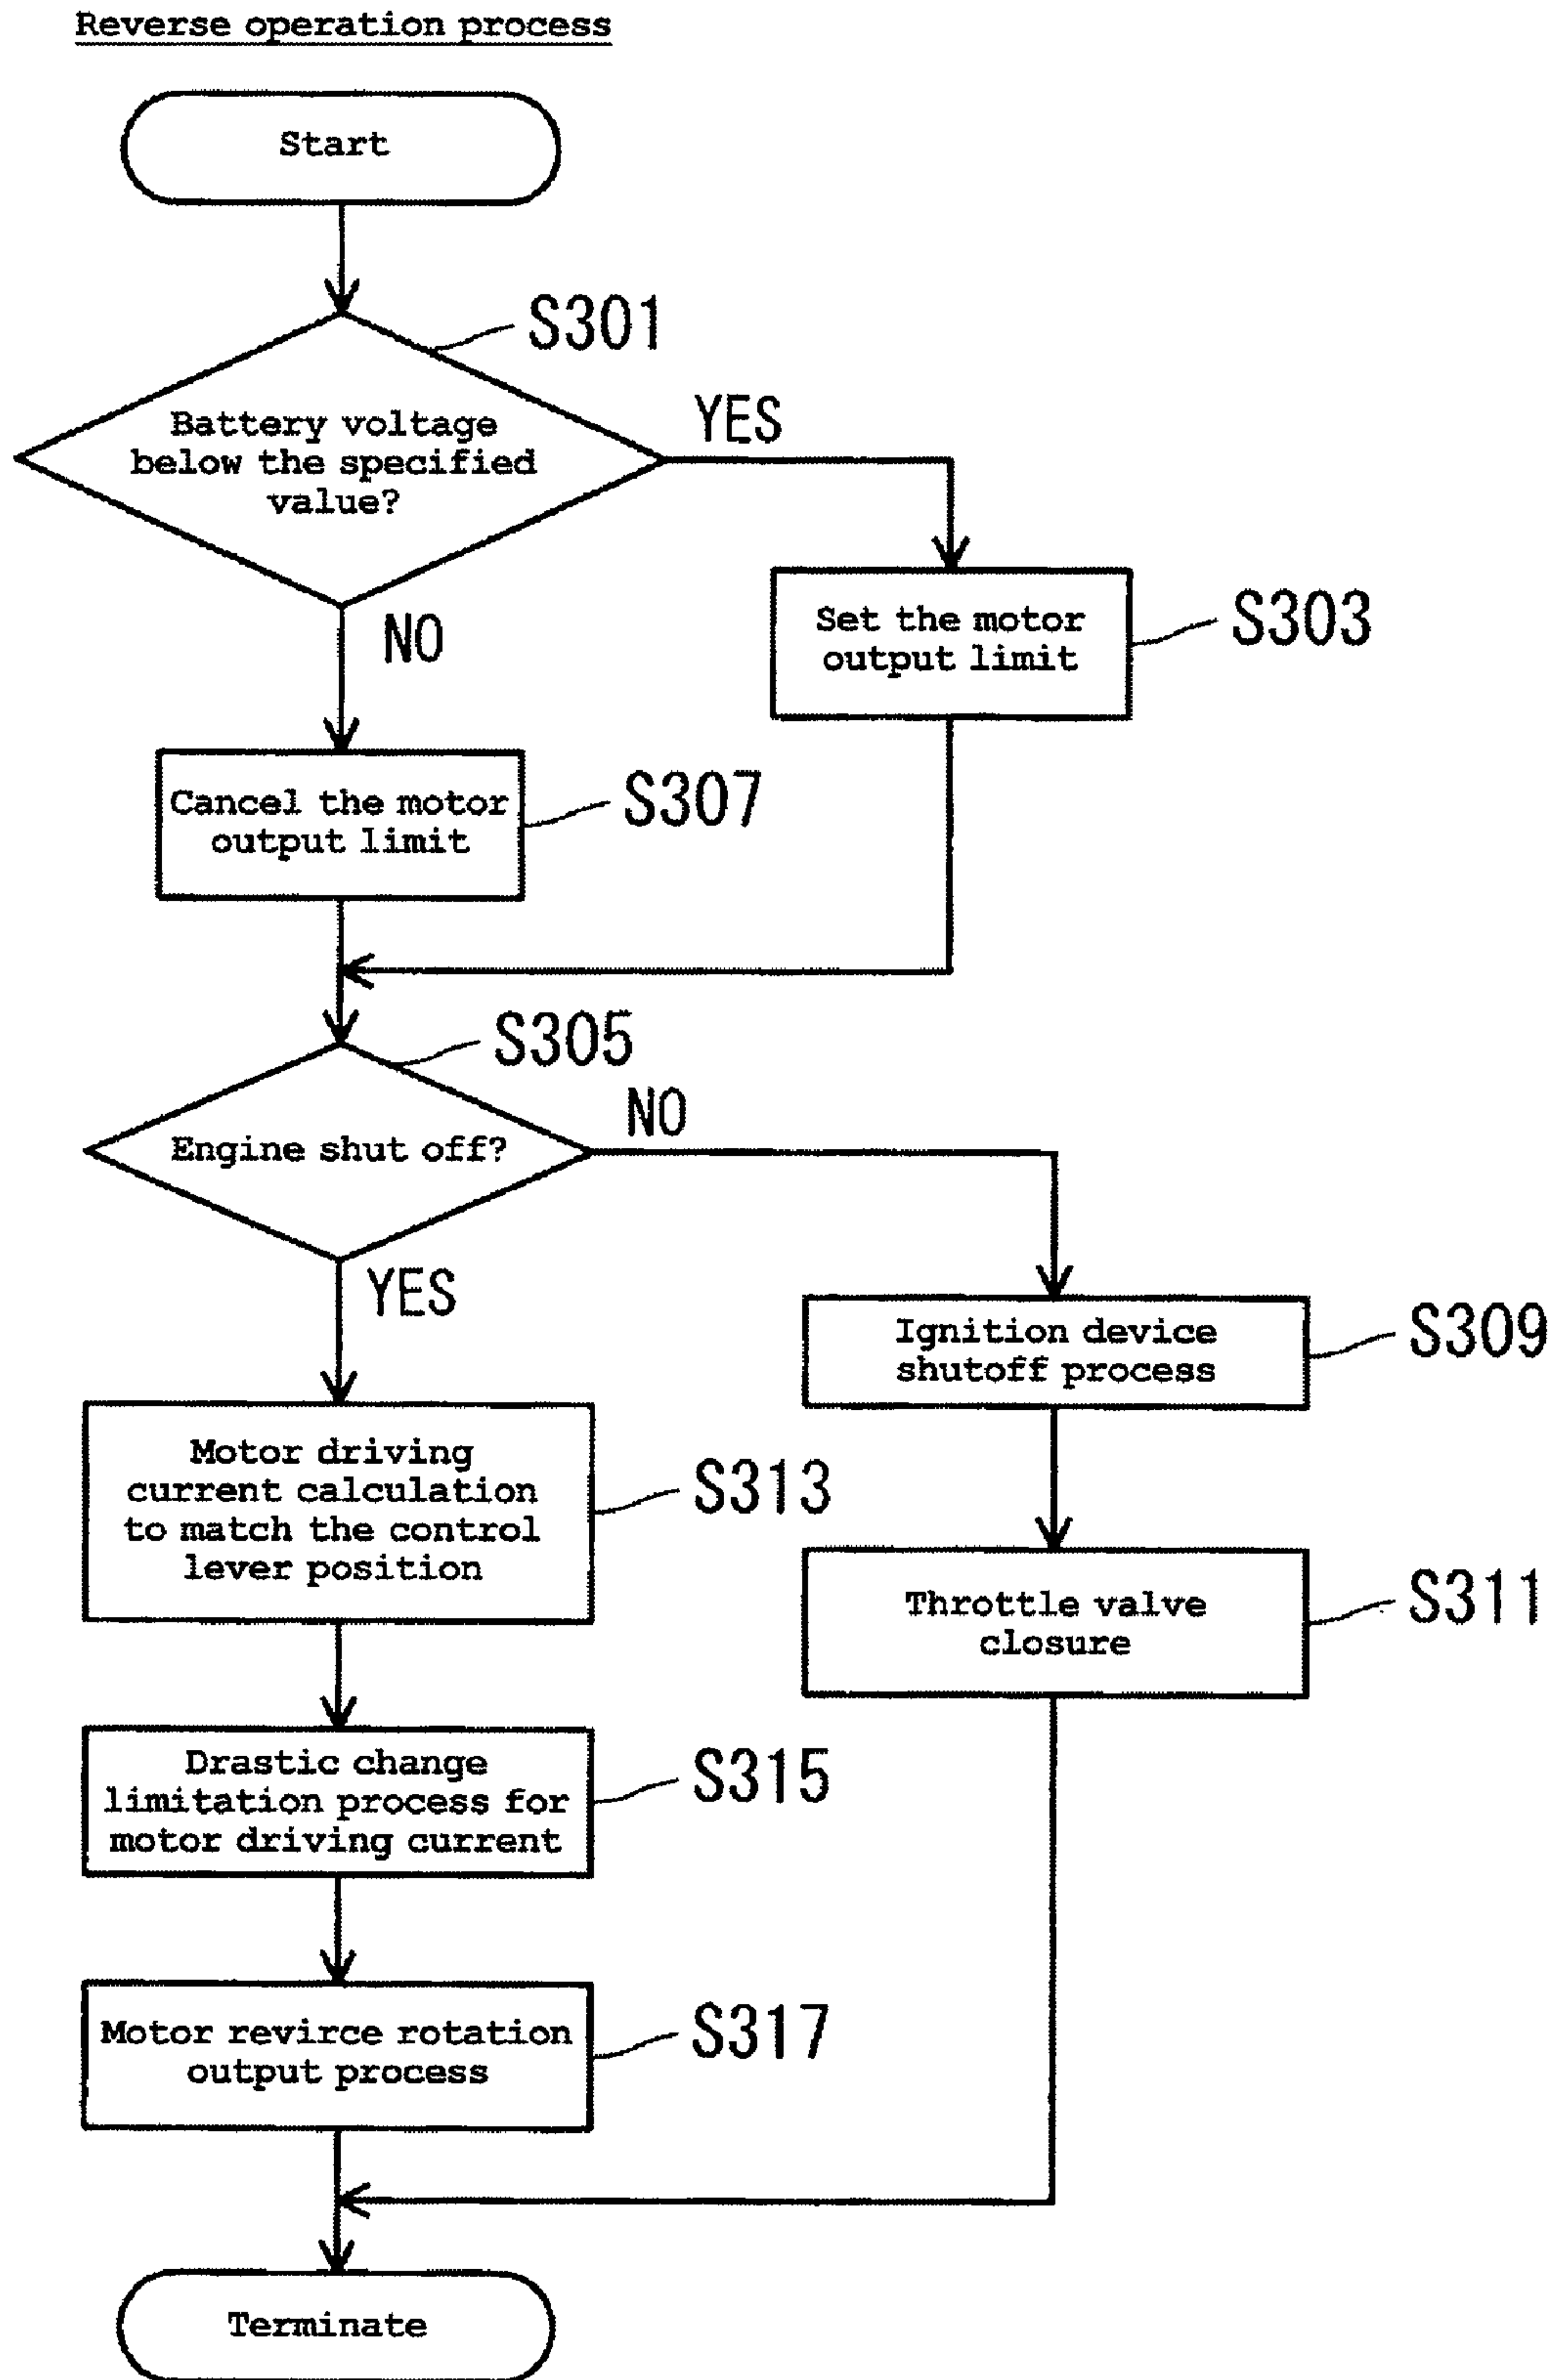 Reverse operation process
Start
S301
Battery voltage
below the specified
value?
YES
NO
Set the motor
output limit
S303
Cancel the motor
output limit
S307
S305
Engine shut off?
NO
YES
Ignition device
shutoff process
S309
Motor driving
current calculation
to match the control
lever position
S313
Throttle valve
closure
S311
Drastic change
limitation process for
motor driving current
S315
Motor revirce rotation
output process
S317
Terminate